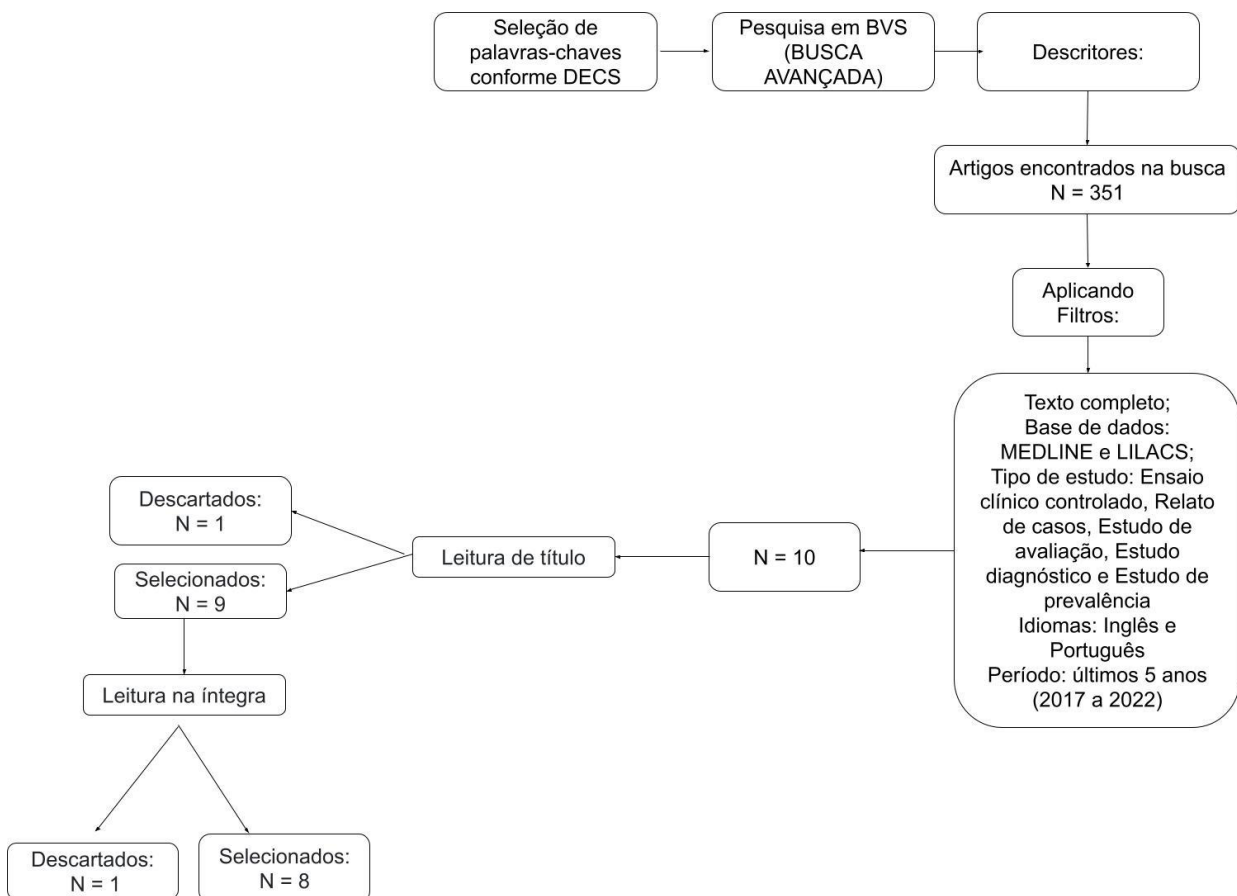 Seleção de
palavras-chaves
conforme DECS
Pesquisa em BVS
(BUSCA
AVANÇADA)
Descritores:
Artigos encontrados na busca
N = 351
Aplicando
Filtros:
Texto completo;
Base de dados:
MEDLINE e LILACS;
Tipo de estudo: Ensaio
clínico controlado, Relato
de casos, Estudo de
avaliação, Estudo
diagnóstico e Estudo de
prevalência
Idiomas: Inglês e
Português
Período: últimos 5 anos
(2017 a 2022)
N = 10
Leitura de título
Descartados:
N = 1
Selecionados:
N = 9
Leitura na íntegra
Descartados:
N = 1
Selecionados:
N = 8